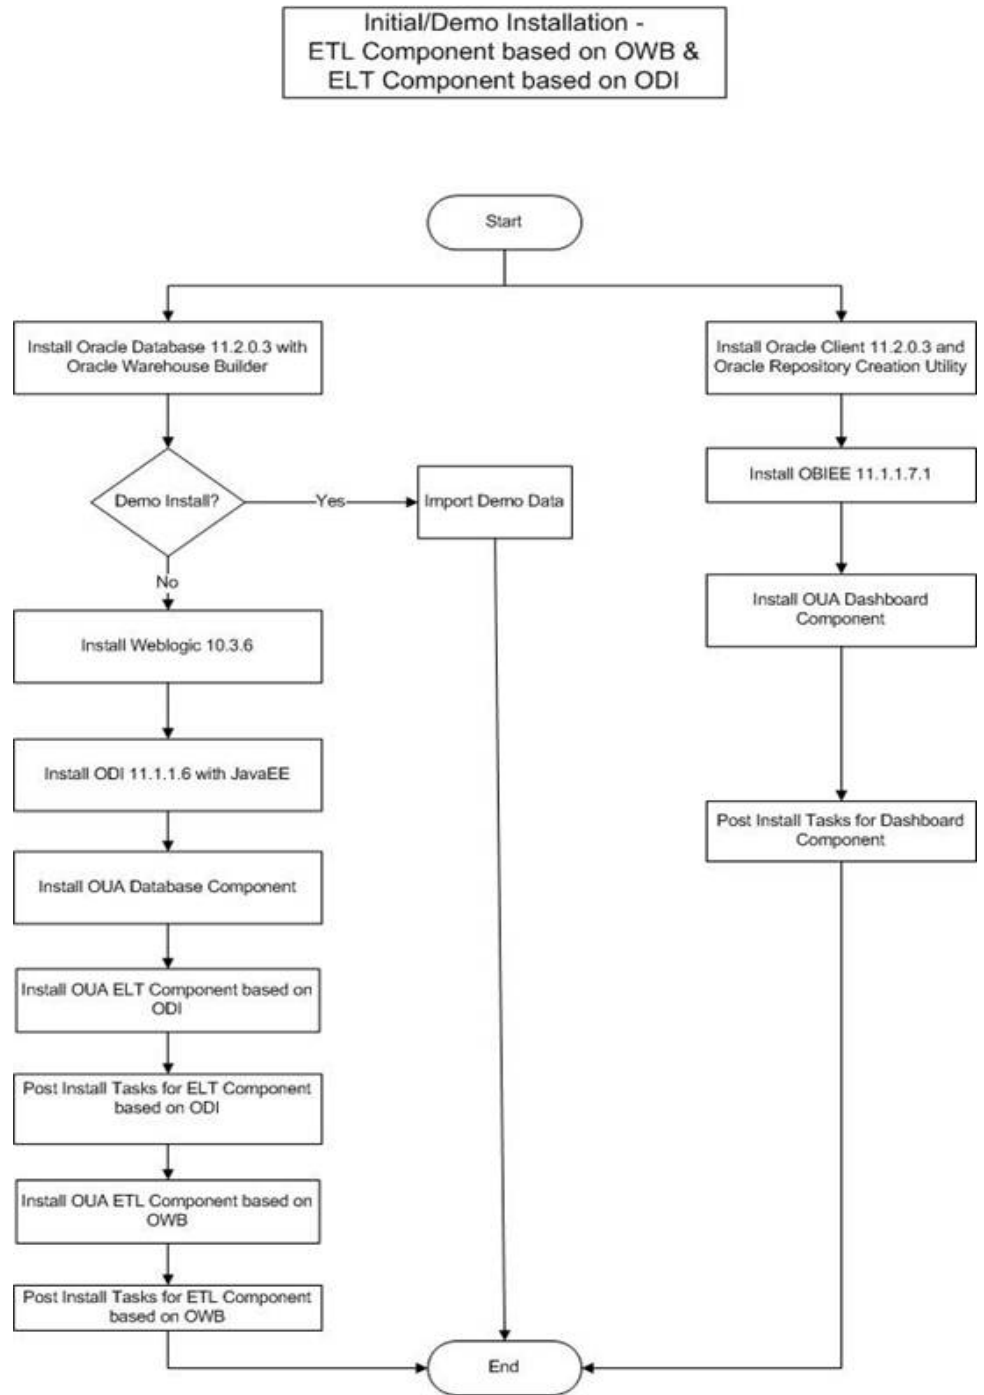 Initial/Demo Installation -
ETL Component based on OWB &
ELT Component based on ODI
Start
Install Oracle Database 11.2.0.3 with
Oracle Warehouse Builder
Install Oracle Client 11.2.0.3 and
Oracle Repository Creation Utility
Demo Install?
Yes
Import Demo Data
Install OBIEE 11.1.1.7.1
No
Install OUA Dashboard
Component
Install Weblogic 10.3.6
Install ODI 11.1.1.6 with JavaEE
Post Install Tasks for Dashboard
Component
Install OUA Database Component
Install OUA ELT Component based on
ODI
Post Install Tasks for ELT Component
based on ODI
Install OUA ETL Component based on
OWB
Post Install Tasks for ETL Component
based on OWB
End